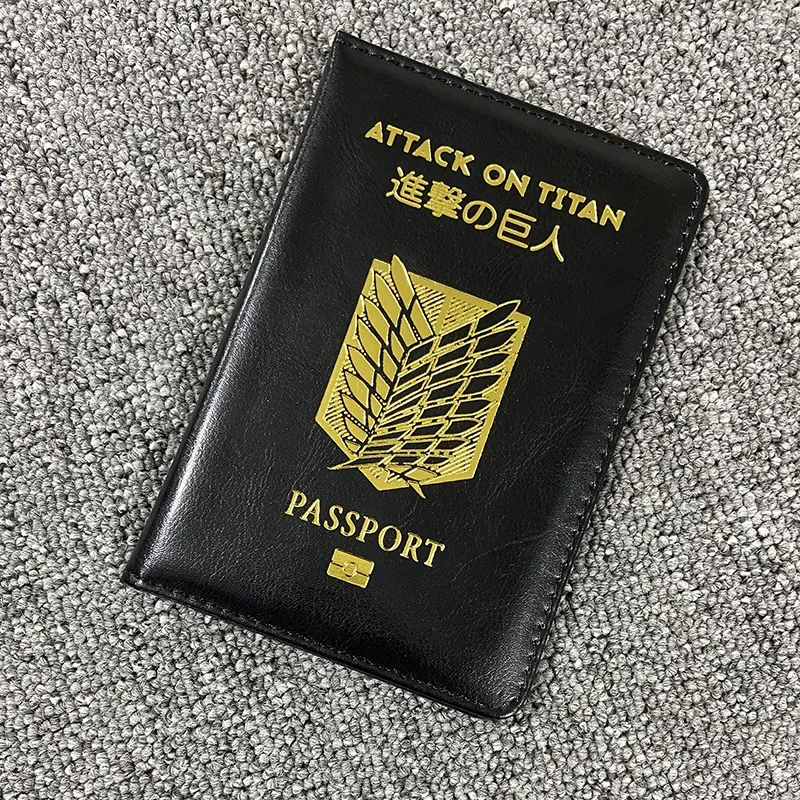 ATTACK ON TITAN
進撃の巨人
PASSPORT